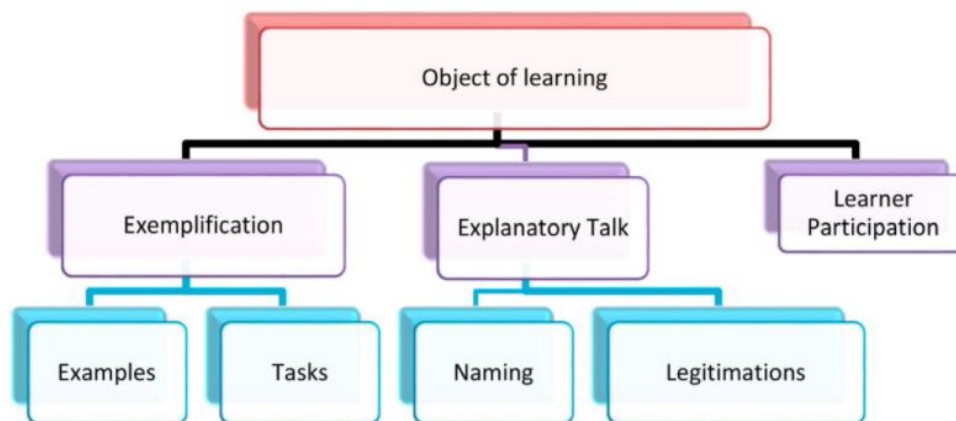 Object of learning
Exemplification
Explanatory Talk
Learner
Participation
Examples
Tasks
Naming
Legitimations